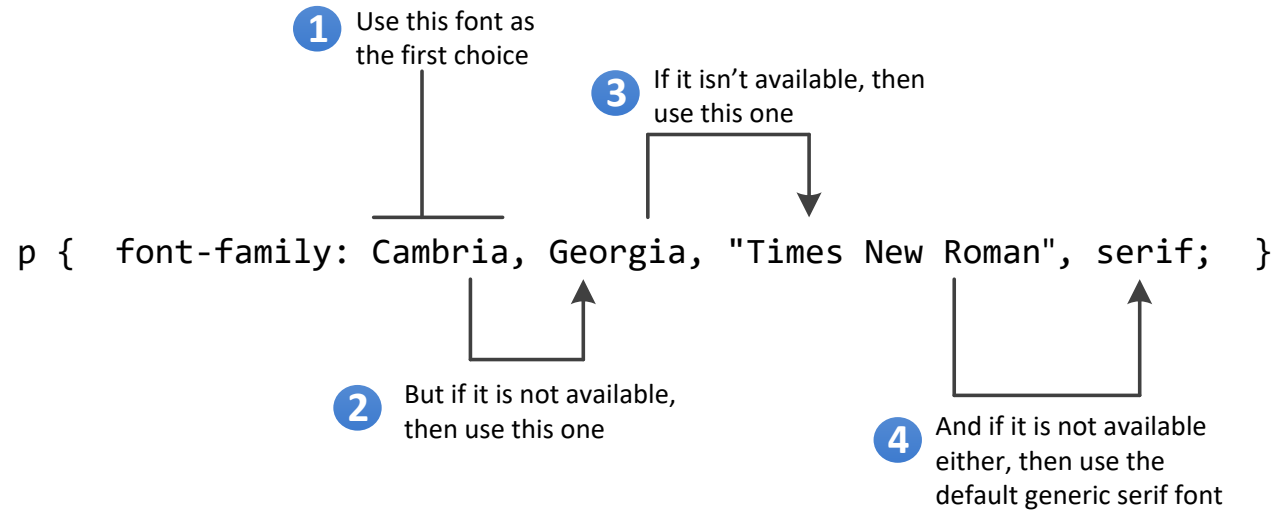 1 Use this font as
the first choice
3 If it isn’t available, then
use this one
p { font-family: Cambria, Georgia, "Times New Roman", serif; }
2 But if it is not available,
then use this one
4 And if it is not available
either, then use the
default generic serif font